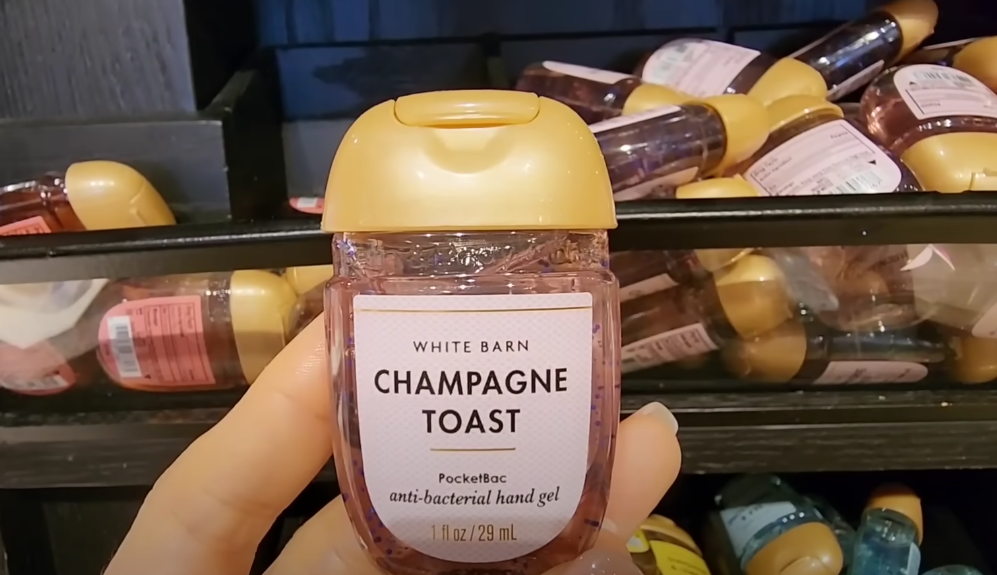 WHITE BARN
CHAMPAGNE
TOAST
PocketBac
anti-bacterial hand gel
1 fl oz / 29 mL